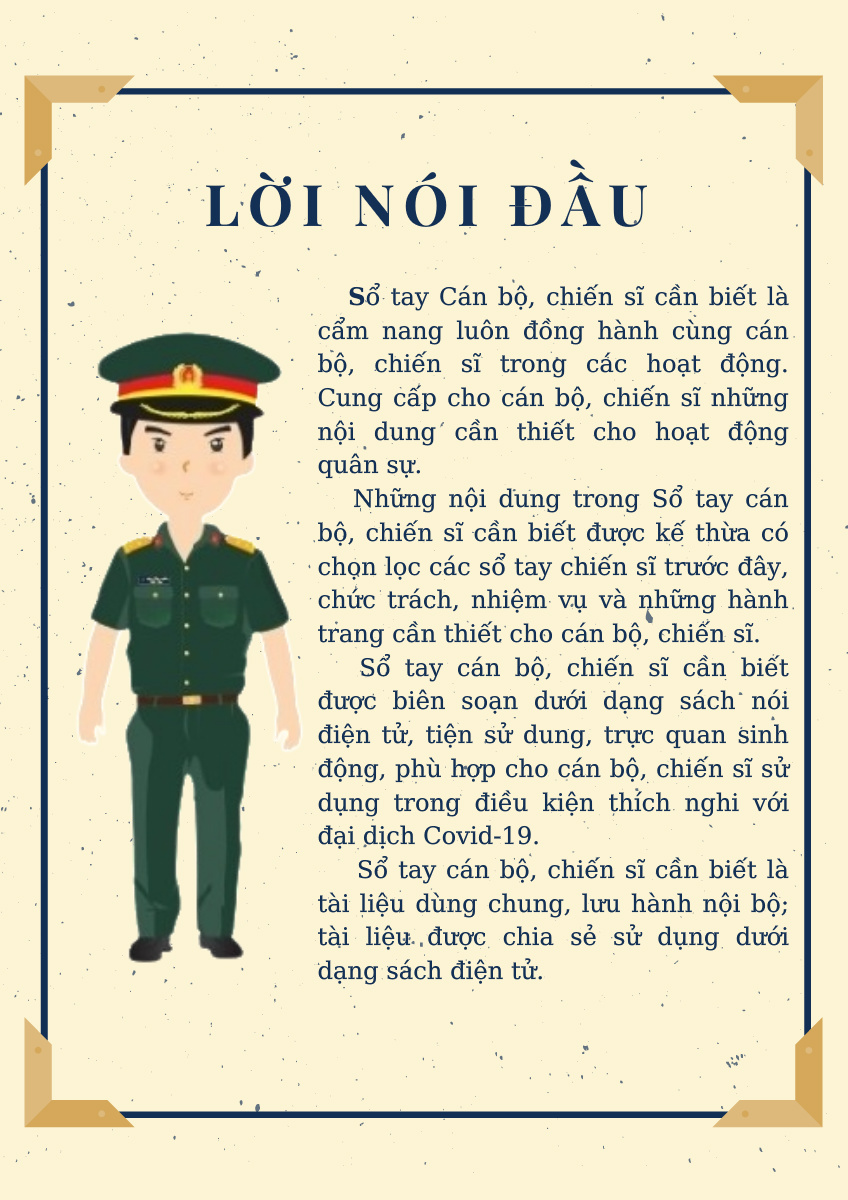 LỜI NÓI ĐẦU
Sổ tay Cán bộ, chiến sĩ cần biết là
cẩm nang luôn đồng hành cùng cán
bộ, chiến sĩ trong các hoạt động.
Cung cấp cho cán bộ, chiến sĩ những
nội dung cần thiết cho hoạt động
quân sự.
Những nội dung trong Sổ tay cán
bộ, chiến sĩ cần biết được kế thừa có
chọn lọc các sổ tay chiến sĩ trước đây,
chức trách, nhiệm vụ và những hành
trang cần thiết cho cán bộ, chiến sĩ.
Sổ tay cán bộ, chiến sĩ cần biết
được biên soạn dưới dạng sách nói
điện tử, tiện sử dung, trực quan sinh
động, phù hợp cho cán bộ, chiến sĩ sử
dụng trong điều kiện thích nghi với
đại dịch Covid-19.
Sổ tay cán bộ, chiến sĩ cần biết là
tài liệu dùng chung, lưu hành nội bộ;
tài liệu được chia sẻ sử dụng dưới
dạng sách điện tử.